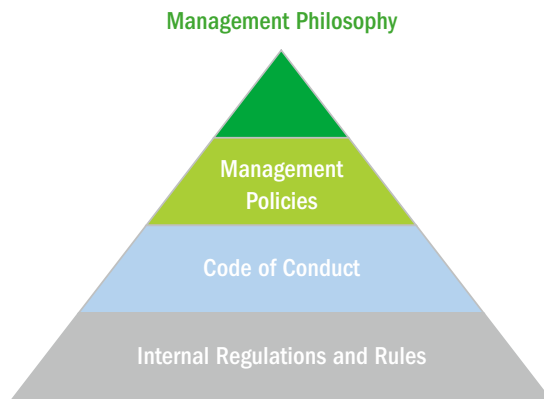 Management Philosophy
Management
Policies
Code of Conduct
Internal Regulations and Rules